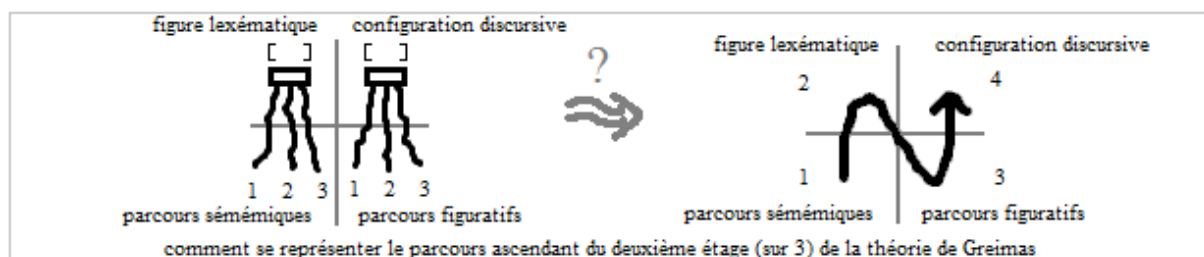 figure lexématique configuration discursive
[ ] [ ]
1 2 3 1 2 3
parcours sémémiques parcours figuratifs
?
figure lexématique configuration discursive
2 4
1 3
parcours sémémiques parcours figuratifs
comment se représenter le parcours ascendant du deuxième étage (sur 3) de la théorie de Greimas